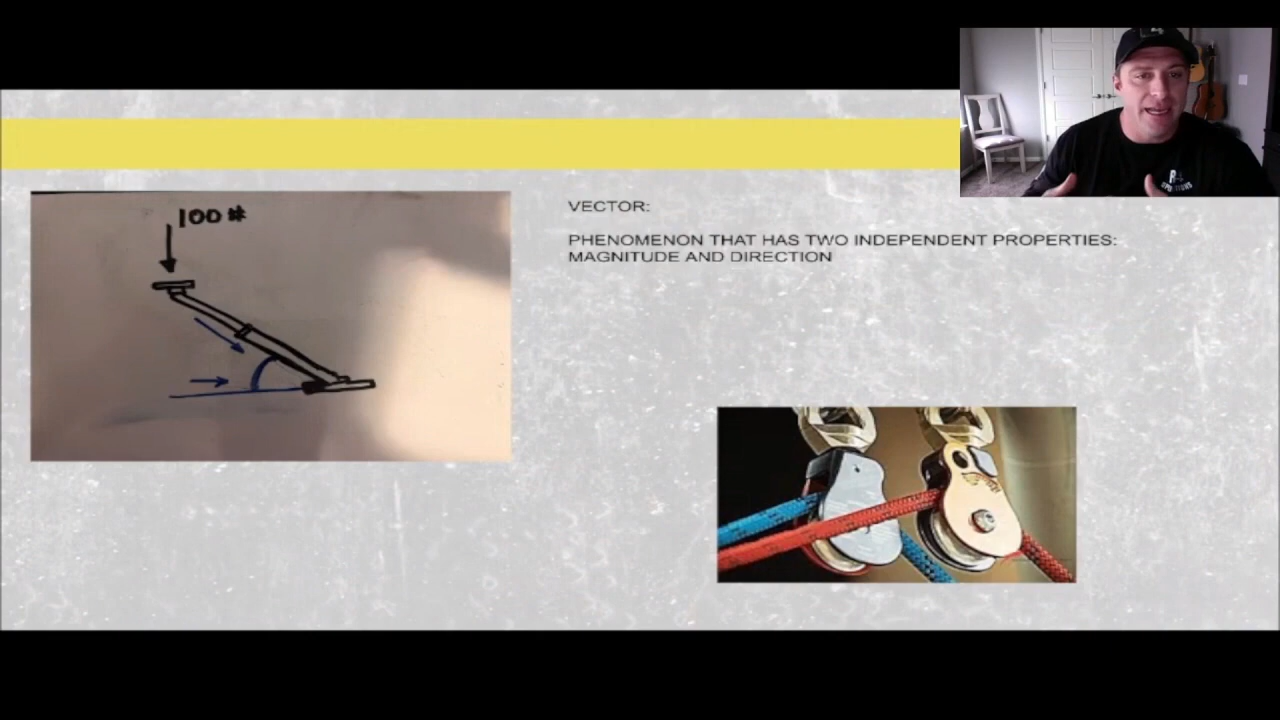 100 #
VECTOR:
PHENOMENON THAT HAS TWO INDEPENDENT PROPERTIES:
MAGNITUDE AND DIRECTION